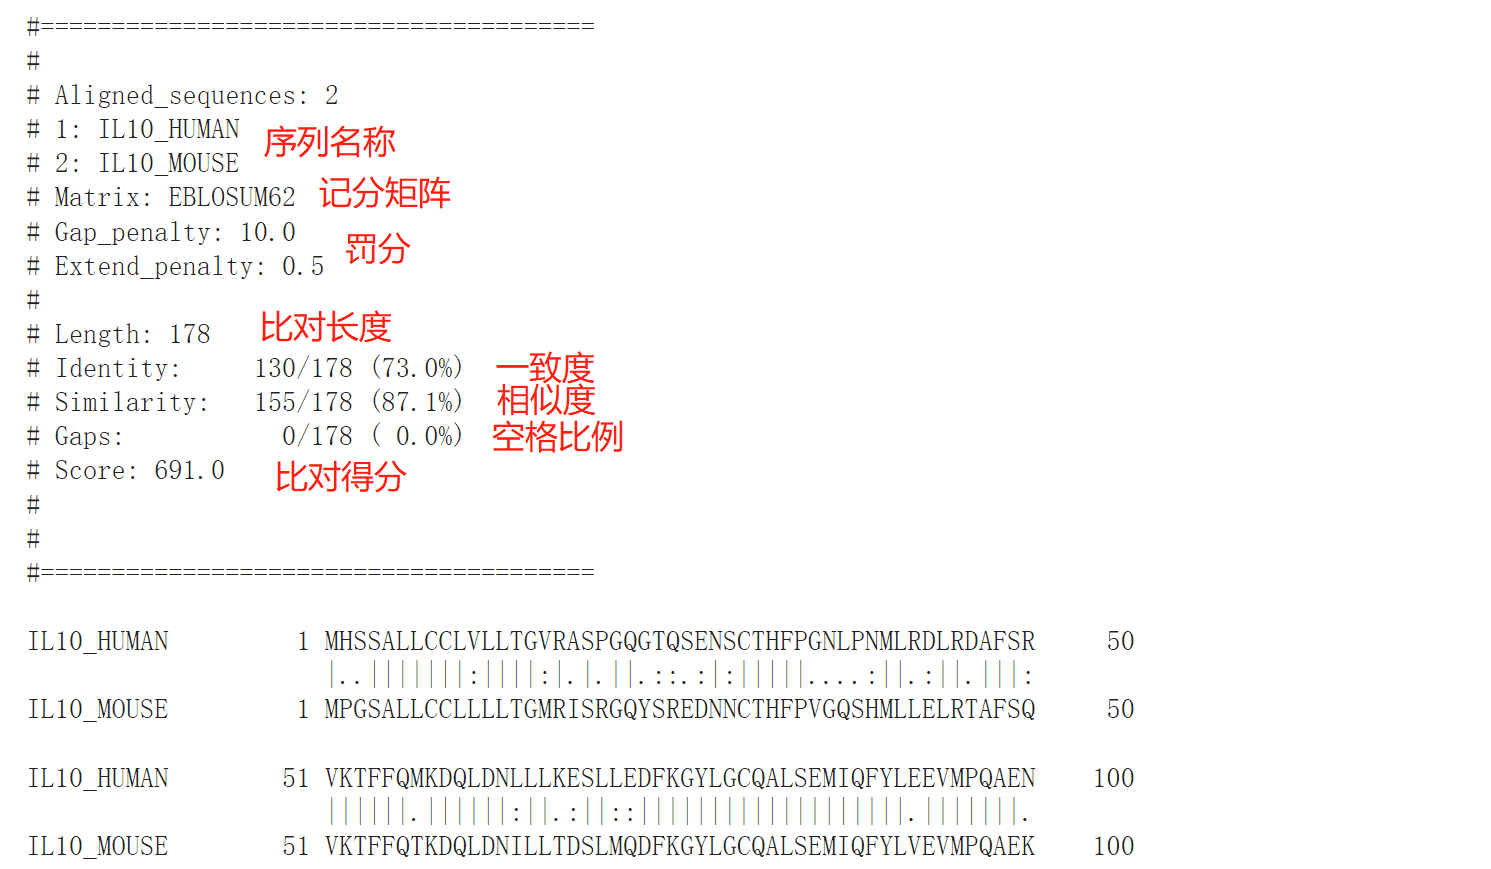 #=======================================
#
# Aligned_sequences: 2
# 1: IL10_HUMAN
序列名称
# 2: IL10_MOUSE
# Matrix: EBLOSUM62 记分矩阵
# Gap_penalty: 10.0
罚分
# Extend_penalty: 0.5
#
# Length: 178 比对长度
# Identity:     130/178 (73.0%) 一致度
# Similarity:   155/178 (87.1%) 相似度
# Gaps:           0/178 ( 0.0%) 空格比例
# Score: 691.0 比对得分
#
#
#=======================================
IL10_HUMAN         1 MHSSALLCCLVLLTGVRASPGQGTQSENSCTHFPGNLPNMLRDLRDAFSR     50
                     |..|||||||:||||:|.|.||.::.:|:|||||....:||.:||.|||:
IL10_MOUSE         1 MPGSALLCCLLLLTGMRISRGQYSREDNNCTHFPVGQSHMLLELRTAFSQ     50
IL10_HUMAN        51 VKTFFQMKDQLDNLLLKESLLEDFKGYLGCQALSEMIQFYLEEVMPQAEN    100
                     ||||||.||||||:||.:||::|||||||||||||||||||.|||||||.
IL10_MOUSE        51 VKTFFQTKDQLDNILLTDSLMQDFKGYLGCQALSEMIQFYLVEVMPQAEK    100